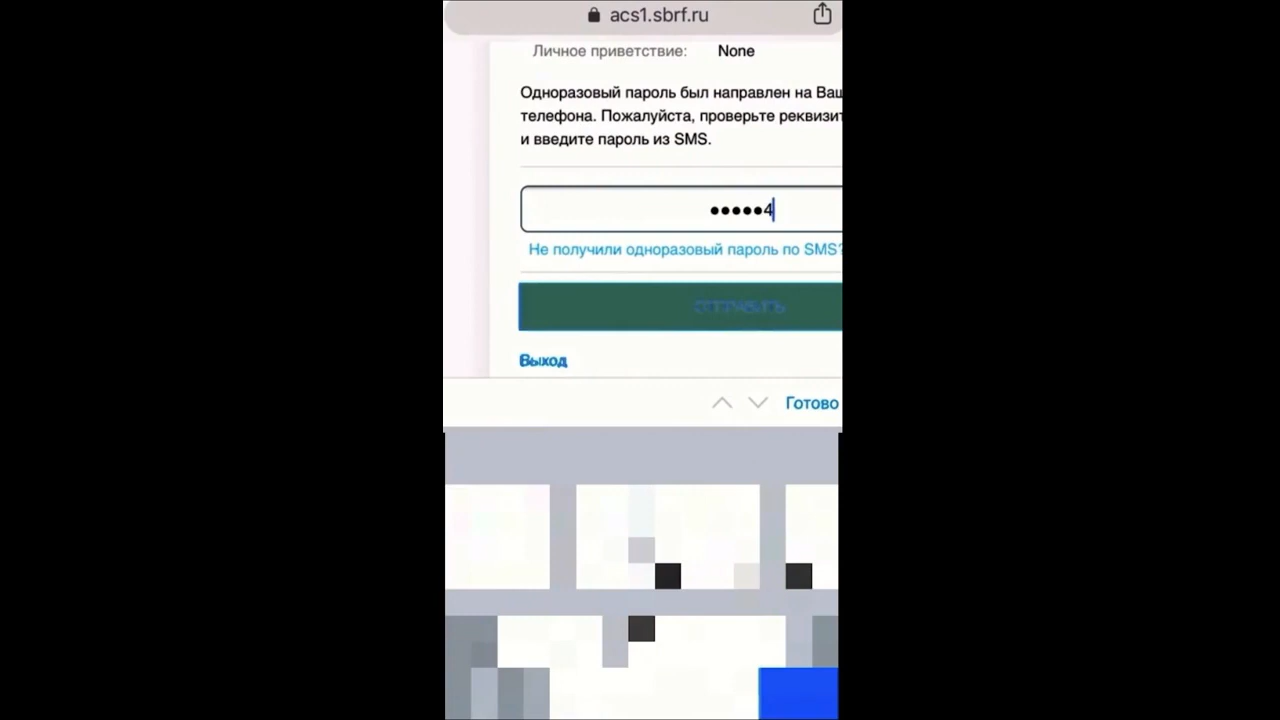 acs1.sbrf.ru
Личное приветствие: None
Одноразовый пароль был направлен на Ваш
телефона. Пожалуйста, проверьте реквизит
и введите пароль из SMS.
●●●●●4
Не получили одноразовый пароль по SMS?
Выход
Готово